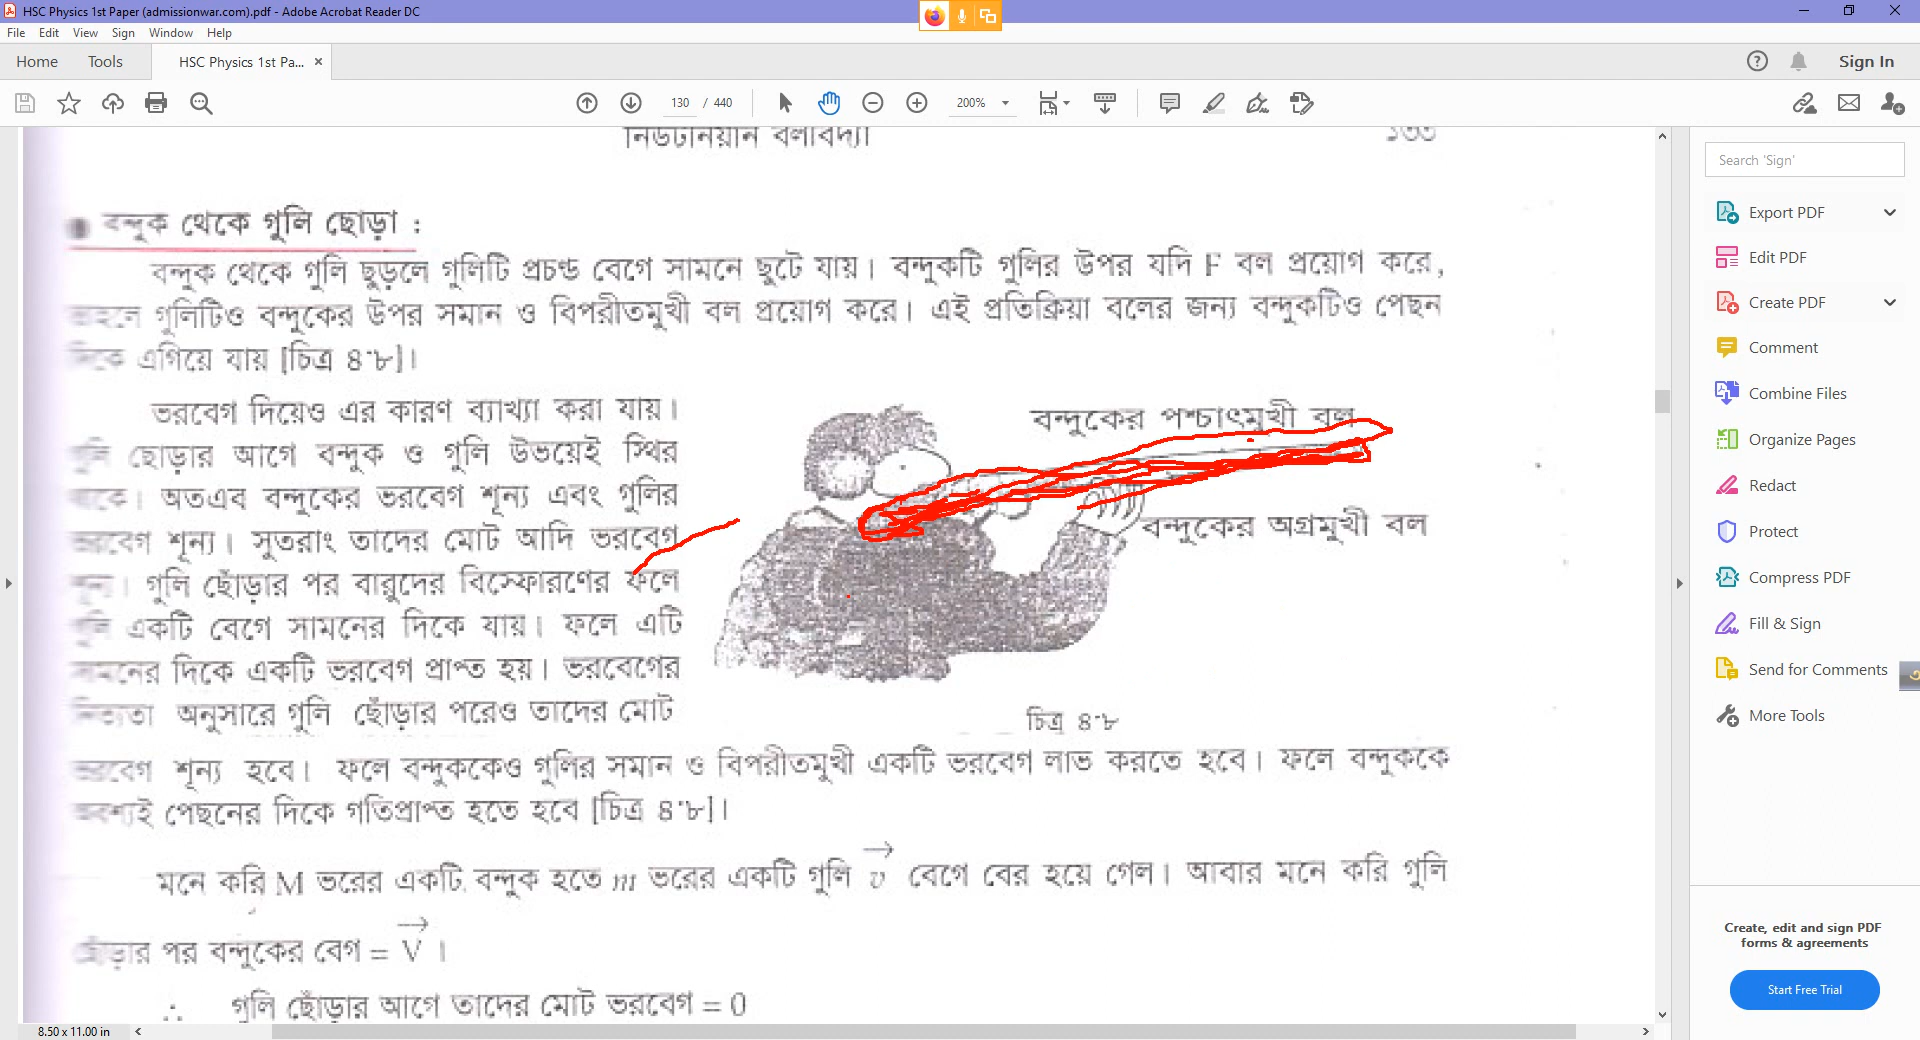 HSC Physics 1st Paper (admissionwar.com).pdf - Adobe Acrobat Reader DC
File Edit View Sign Window Help
Home Tools HSC Physics 1st Pa... Sign In
130 / 440 200%
নিউটনিয়ান বলবিদ্যা ১৩৩
বন্দুক থেকে গুলি ছোড়া :
বন্দুক থেকে গুলি ছুড়লে গুলিটি প্রচণ্ড বেগে সামনে ছুটে যায়। বন্দুকটি গুলির উপর যদি F বল প্রয়োগ করে,
তাহলে গুলিটিও বন্দুকের উপর সমান ও বিপরীতমুখী বল প্রয়োগ করে। এই প্রতিক্রিয়া বলের জন্য বন্দুকটিও পেছন
দিকে এগিয়ে যায় [চিত্র ৪·৮]।
ভরবেগ দিয়েও এর কারণ ব্যাখ্যা করা যায়।
গুলি ছোড়ার আগে বন্দুক ও গুলি উভয়েই স্থির
থাকে। অতএব বন্দুকের ভরবেগ শূন্য এবং গুলির
ভরবেগ শূন্য। সুতরাং তাদের মোট আদি ভরবেগ
শূন্য। গুলি ছোঁড়ার পর বারুদের বিস্ফোরণের ফলে
গুলি একটি বেগে সামনের দিকে যায়। ফলে এটি
সামনের দিকে একটি ভরবেগ প্রাপ্ত হয়। ভরবেগের
নিত্যতা অনুসারে গুলি ছোঁড়ার পরেও তাদের মোট
বন্দুকের পশ্চাৎমুখী বল
বন্দুকের অগ্রমুখী বল
চিত্র ৪·৮
ভরবেগ শূন্য হবে। ফলে বন্দুককেও গুলির সমান ও বিপরীতমুখী একটি ভরবেগ লাভ করতে হবে। ফলে বন্দুককে
অবশ্যই পেছনের দিকে গতিপ্রাপ্ত হতে হবে [চিত্র ৪·৮]।
মনে করি M ভরের একটি বন্দুক হতে m ভরের একটি গুলি v⃗ বেগে বের হয়ে গেল। আবার মনে করি গুলি
ছোঁড়ার পর বন্দুকের বেগ = V⃗ ।
∴ গুলি ছোঁড়ার আগে তাদের মোট ভরবেগ = 0
8.50 x 11.00 in
Search 'Sign'
Export PDF
Edit PDF
Create PDF
Comment
Combine Files
Organize Pages
Redact
Protect
Compress PDF
Fill & Sign
Send for Comments
More Tools
Create, edit and sign PDF
forms & agreements
Start Free Trial